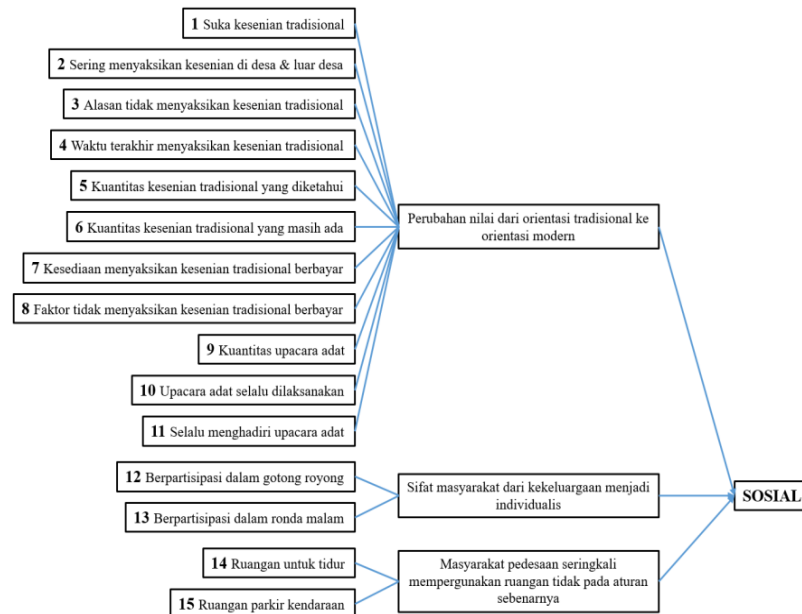 1 Suka kesenian tradisional
2 Sering menyaksikan kesenian di desa & luar desa
3 Alasan tidak menyaksikan kesenian tradisional
4 Waktu terakhir menyaksikan kesenian tradisional
5 Kuantitas kesenian tradisional yang diketahui
6 Kuantitas kesenian tradisional yang masih ada
7 Kesediaan menyaksikan kesenian tradisional berbayar
8 Faktor tidak menyaksikan kesenian tradisional berbayar
9 Kuantitas upacara adat
10 Upacara adat selalu dilaksanakan
11 Selalu menghadiri upacara adat
12 Berpartisipasi dalam gotong royong
13 Berpartisipasi dalam ronda malam
14 Ruangan untuk tidur
15 Ruangan parkir kendaraan
Perubahan nilai dari orientasi tradisional ke
orientasi modern
Sifat masyarakat dari kekeluargaan menjadi
individualis
Masyarakat pedesaan seringkali
mempergunakan ruangan tidak pada aturan
sebenarnya
SOSIAL